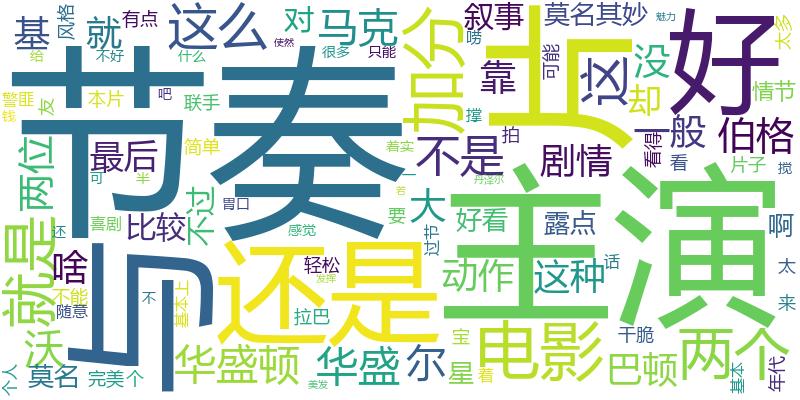 节奏
主演
与
片
还是
好
电影
两个
就是
加分
这么
这
马克
对
叙事
莫名其妙
魅力
太多
风格
有点
基
就
使然
很多
只能
唠
可能
靠
没
却
情节
给
不好
什么
警匪
钱
友
本片
吧
联手
撑
拍
一般
伯格
看得
看
片子
搅
两位
最后
简单
着实
不是
剧情
可
半
一
丹泽尔
苦
胃口
不过
比较
喜剧
感觉
要
大
好看
过节
露点
啊
还
啥
轻松
发挥
动作
这种
话
太
来
不能
随意
不
基本上
拉巴
沃
华盛顿
华盛
尔
宝
星
着
干脆
巴顿
个人
莫名
完美
个
美发
基本
年代